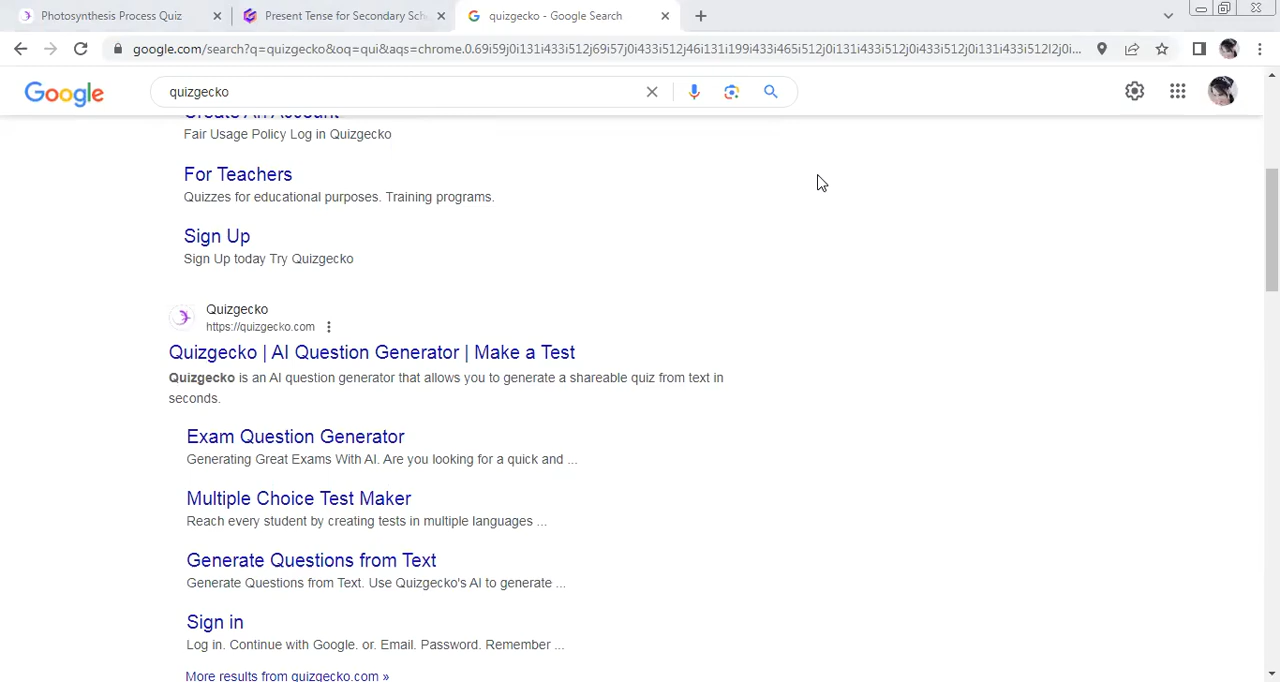 Photosynthesis Process Quiz
Present Tense for Secondary Sch
quizgecko - Google Search
google.com/search?q=quizgecko&oq=qui&aqs=chrome.0.69i59j0i131i433i512j69i57j0i433i512j46i131i199i433i465i512j0i131i433i512j0i433i512j0i131i433i512l2j0i...
Google
quizgecko
Create An Account
Fair Usage Policy Log in Quizgecko
For Teachers
Quizzes for educational purposes. Training programs.
Sign Up
Sign Up today Try Quizgecko
Quizgecko
https://quizgecko.com
Quizgecko | AI Question Generator | Make a Test
Quizgecko is an AI question generator that allows you to generate a shareable quiz from text in
seconds.
Exam Question Generator
Generating Great Exams With AI. Are you looking for a quick and ...
Multiple Choice Test Maker
Reach every student by creating tests in multiple languages ...
Generate Questions from Text
Generate Questions from Text. Use Quizgecko's AI to generate ...
Sign in
Log in. Continue with Google. or. Email. Password. Remember ...
More results from quizgecko.com »